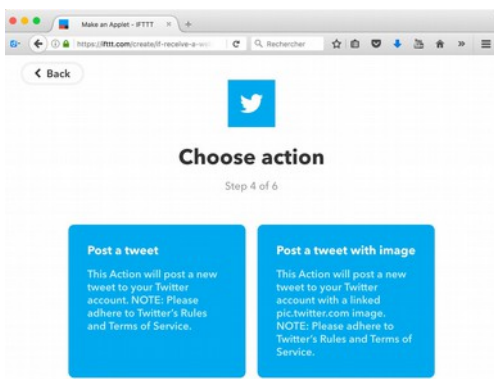 Make an Applet - IFTTT
https://ifttt.com/create/if-receive-a-we
Rechercher
Back
Choose action
Step 4 of 6
Post a tweet
This Action will post a new
tweet to your Twitter
account. NOTE: Please
adhere to Twitter's Rules
and Terms of Service.
Post a tweet with image
This Action will post a new
tweet to your Twitter
account with a linked
pic.twitter.com image.
NOTE: Please adhere to
Twitter's Rules and Terms of
Service.